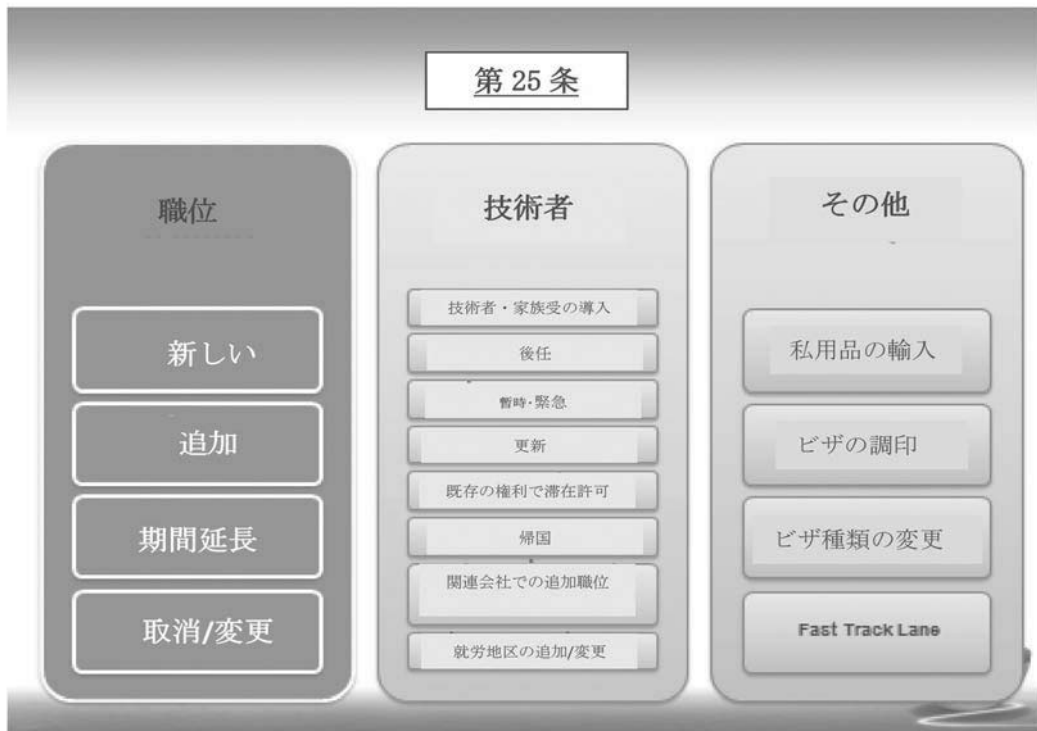 第 25 条
職位
新しい
追加
期間延長
取消/変更
技術者
技術者・家族受の導入
後任
暫時・緊急
更新
既存の権利で滞在許可
帰国
関連会社での追加職位
就労地区の追加/変更
その他
私用品の輸入
ビザの調印
ビザ種類の変更
Fast Track Lane